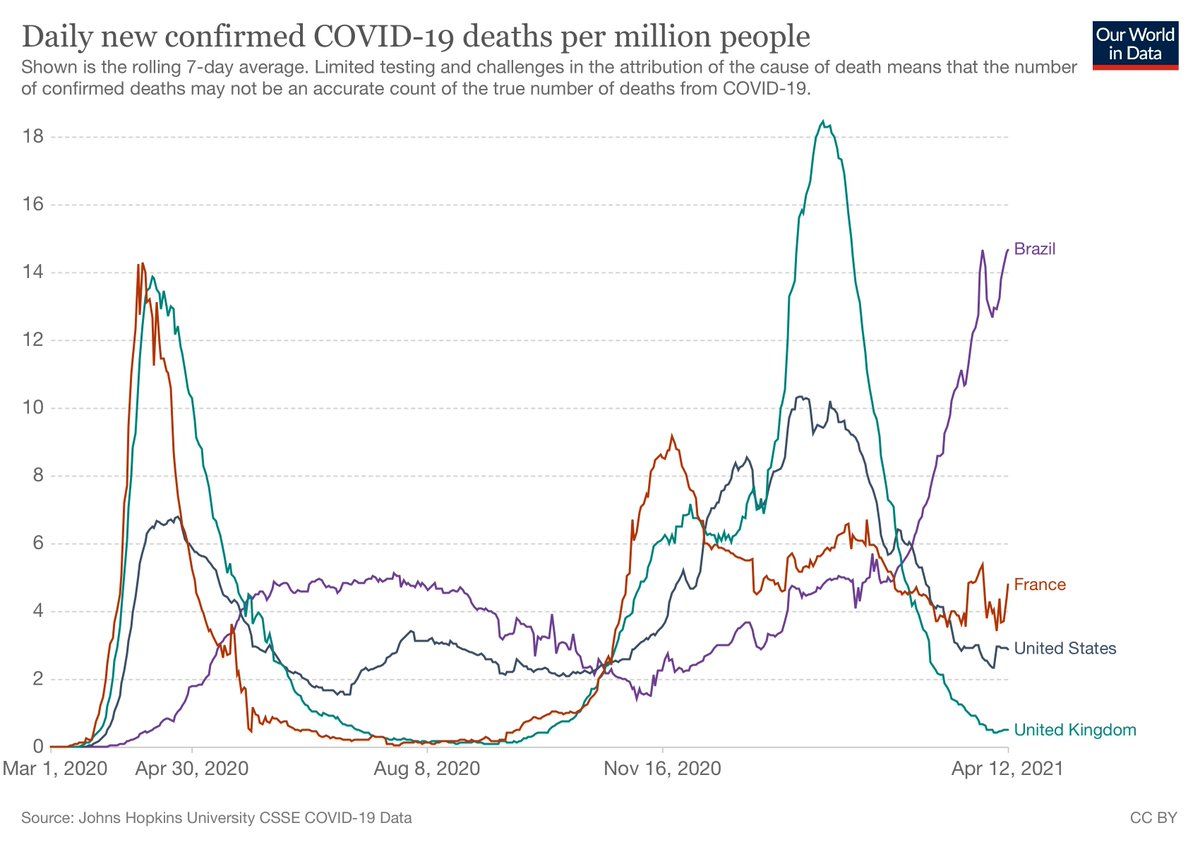 Daily new confirmed COVID-19 deaths per million people
Our World
in Data
Shown is the rolling 7-day average. Limited testing and challenges in the attribution of the cause of death means that the number
of confirmed deaths may not be an accurate count of the true number of deaths from COVID-19.
18
16
14
12
10
8
6
4
2
0
Brazil
France
United States
United Kingdom
Mar 1, 2020 Apr 30, 2020 Aug 8, 2020 Nov 16, 2020 Apr 12, 2021
Source: Johns Hopkins University CSSE COVID-19 Data CC BY